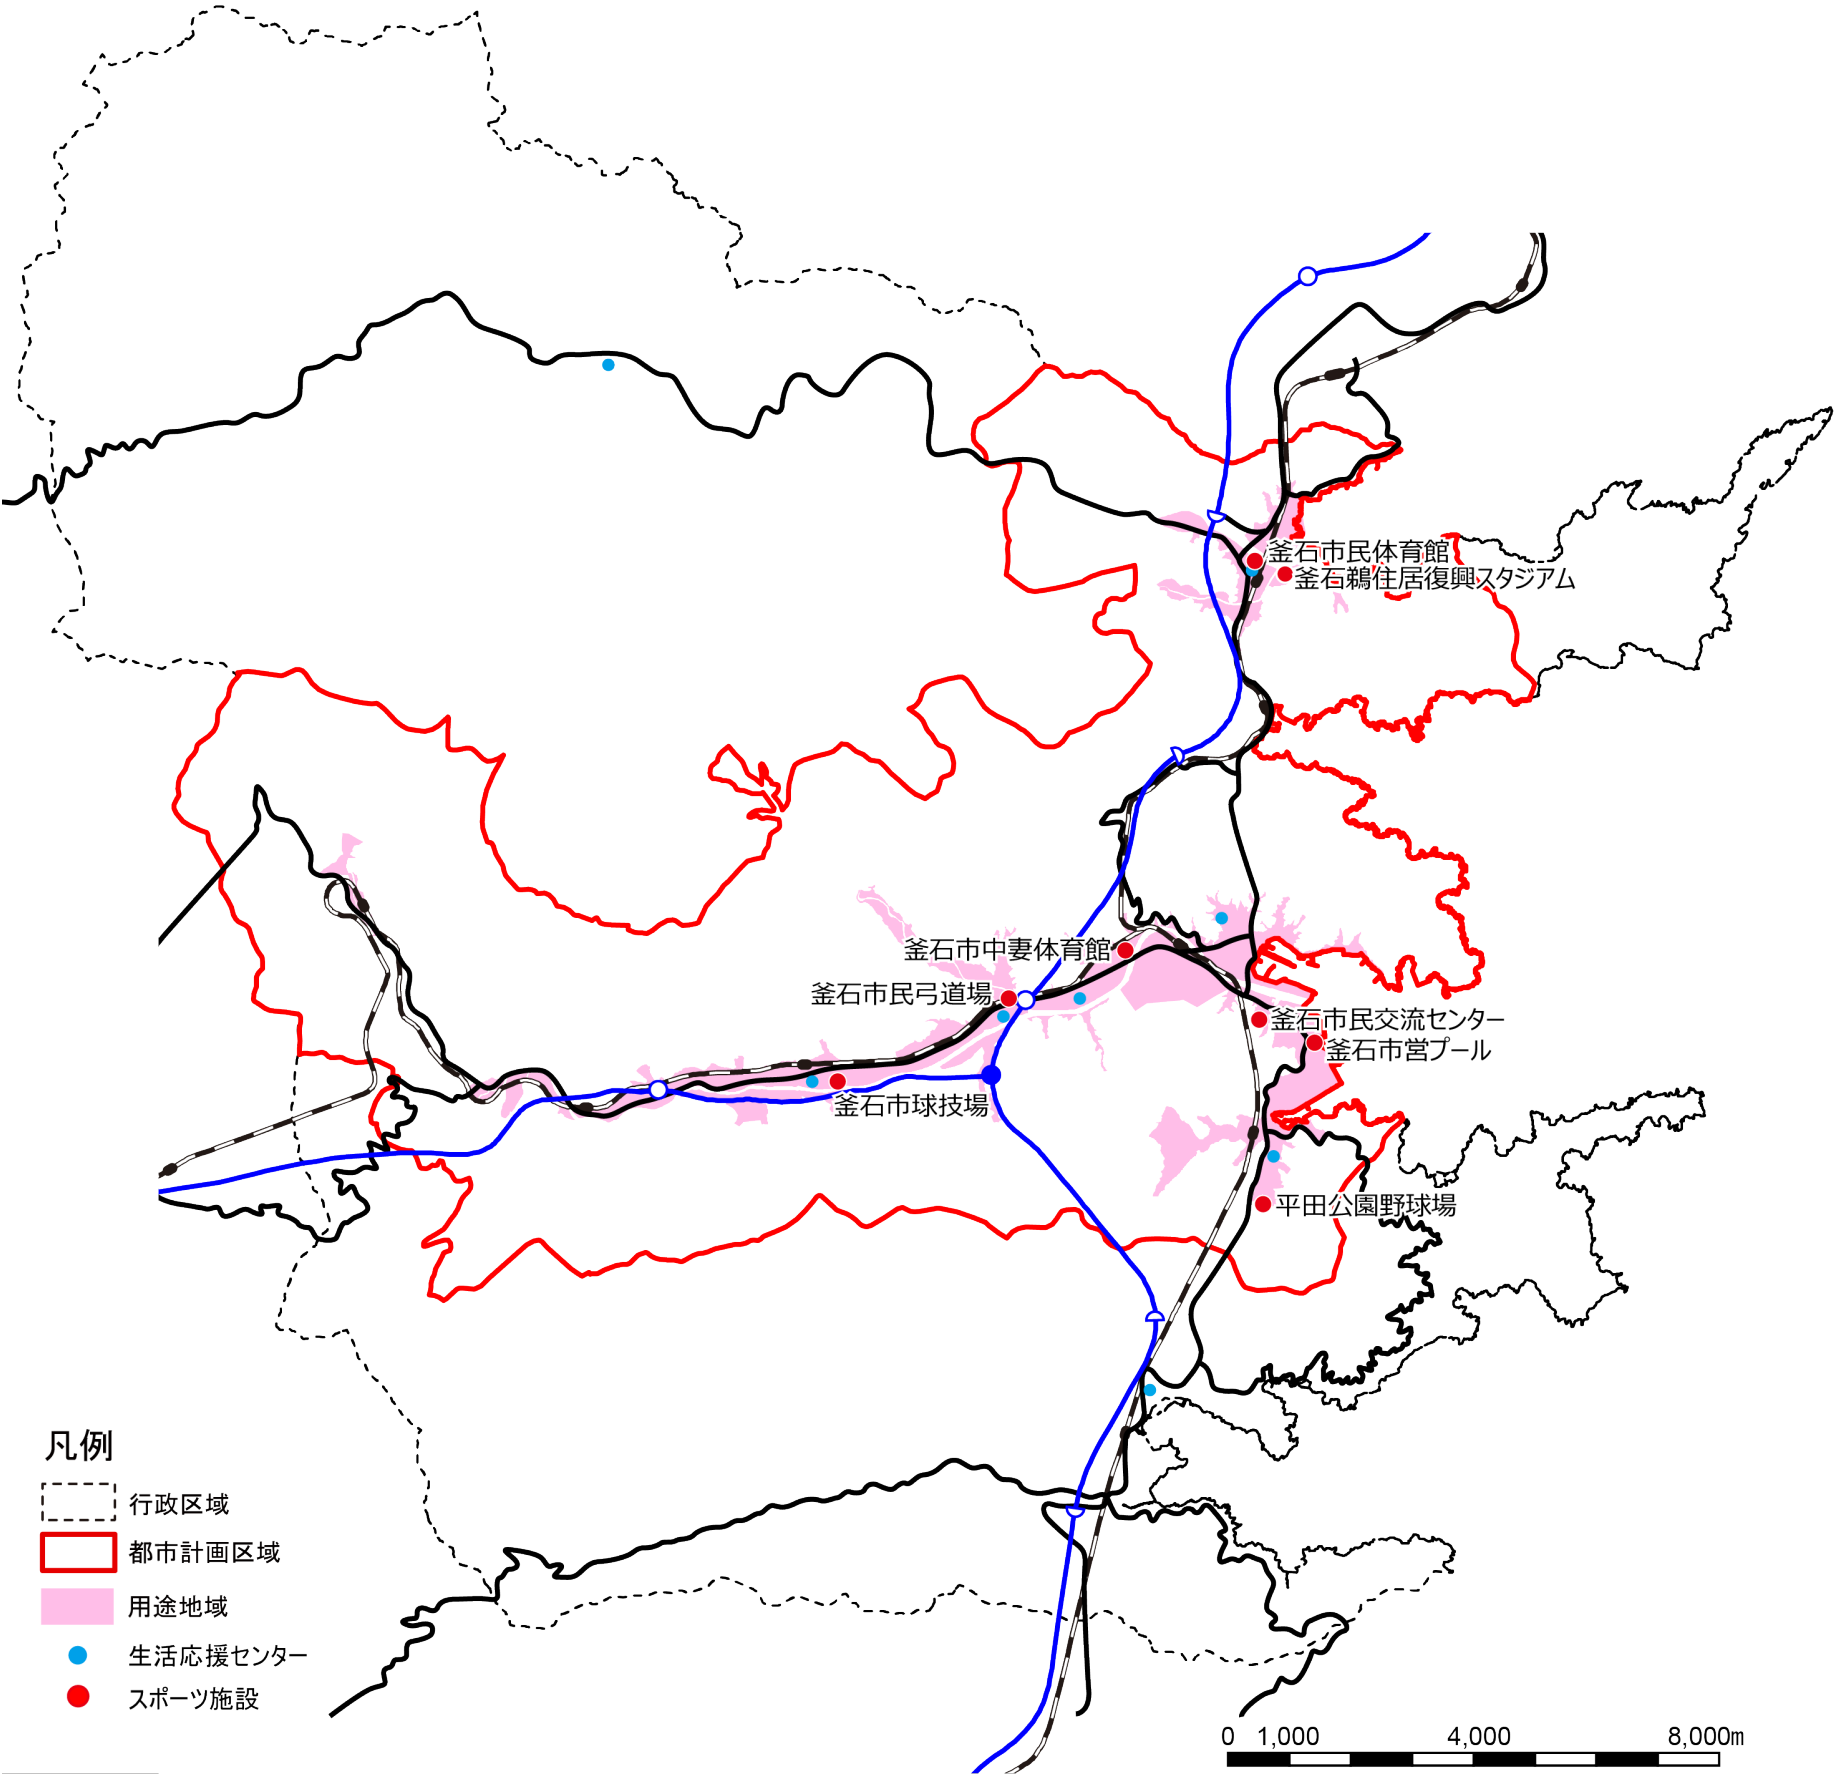 釜石市民体育館
釜石鵜住居復興スタジアム
釜石市中妻体育館
釜石市民弓道場
釜石市民交流センター
釜石市営プール
釜石市球技場
平田公園野球場
凡例
行政区域
都市計画区域
用途地域
生活応援センター
スポーツ施設
0 1,000 4,000 8,000m